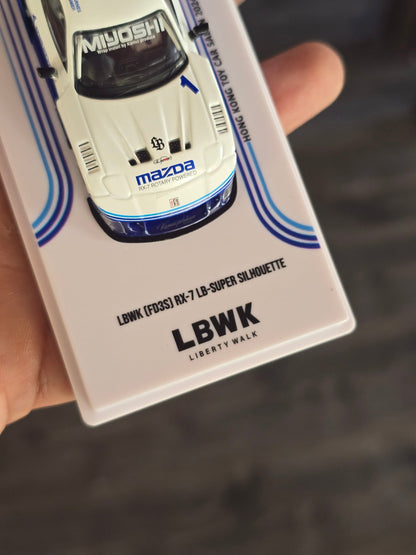 MIYOSHI
1
LB
mazda
RX-7 ROTARY POWERED
HONG KONG TOY CAR SALON
LBWK (FD3S) RX-7 LB-SUPER SILHOUETTE
LBWK
LIBERTY WALK